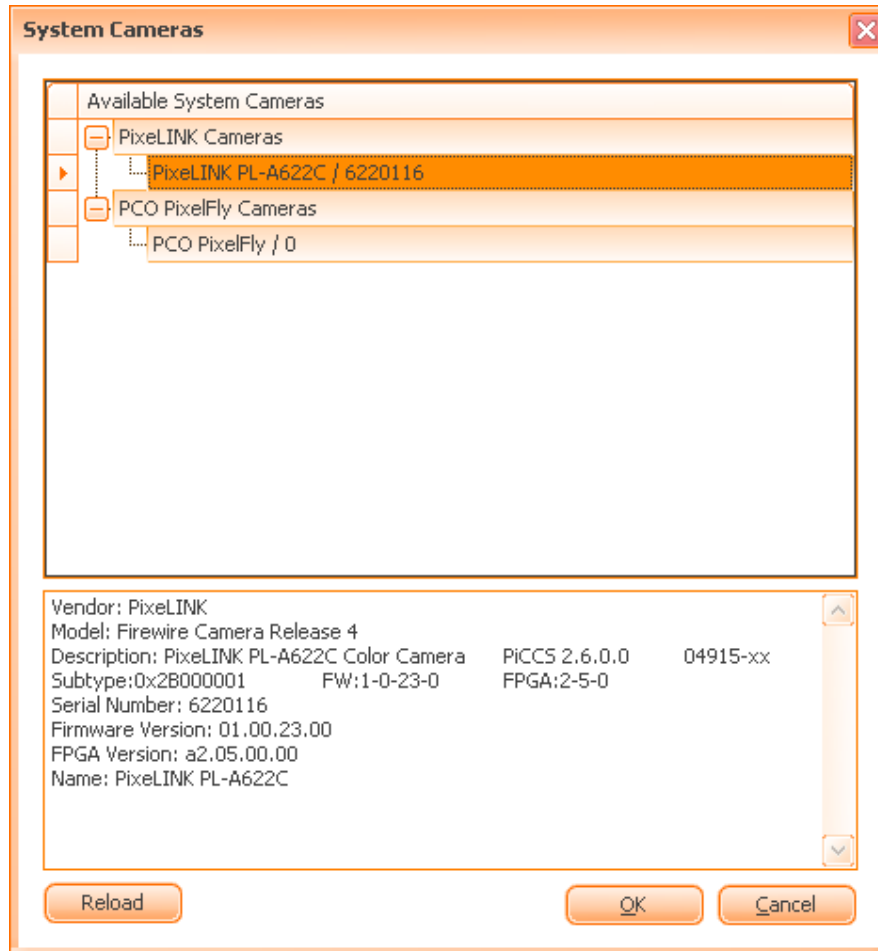 System Cameras
Available System Cameras
PixeLINK Cameras
PixeLINK PL-A622C / 6220116
PCO PixelFly Cameras
PCO PixelFly / 0
Vendor: PixeLINK
Model: Firewire Camera Release 4
Description: PixeLINK PL-A622C Color Camera PiCCS 2.6.0.0 04915-xx
Subtype:0x2B000001 FW:1-0-23-0 FPGA:2-5-0
Serial Number: 6220116
Firmware Version: 01.00.23.00
FPGA Version: a2.05.00.00
Name: PixeLINK PL-A622C
Reload OK Cancel